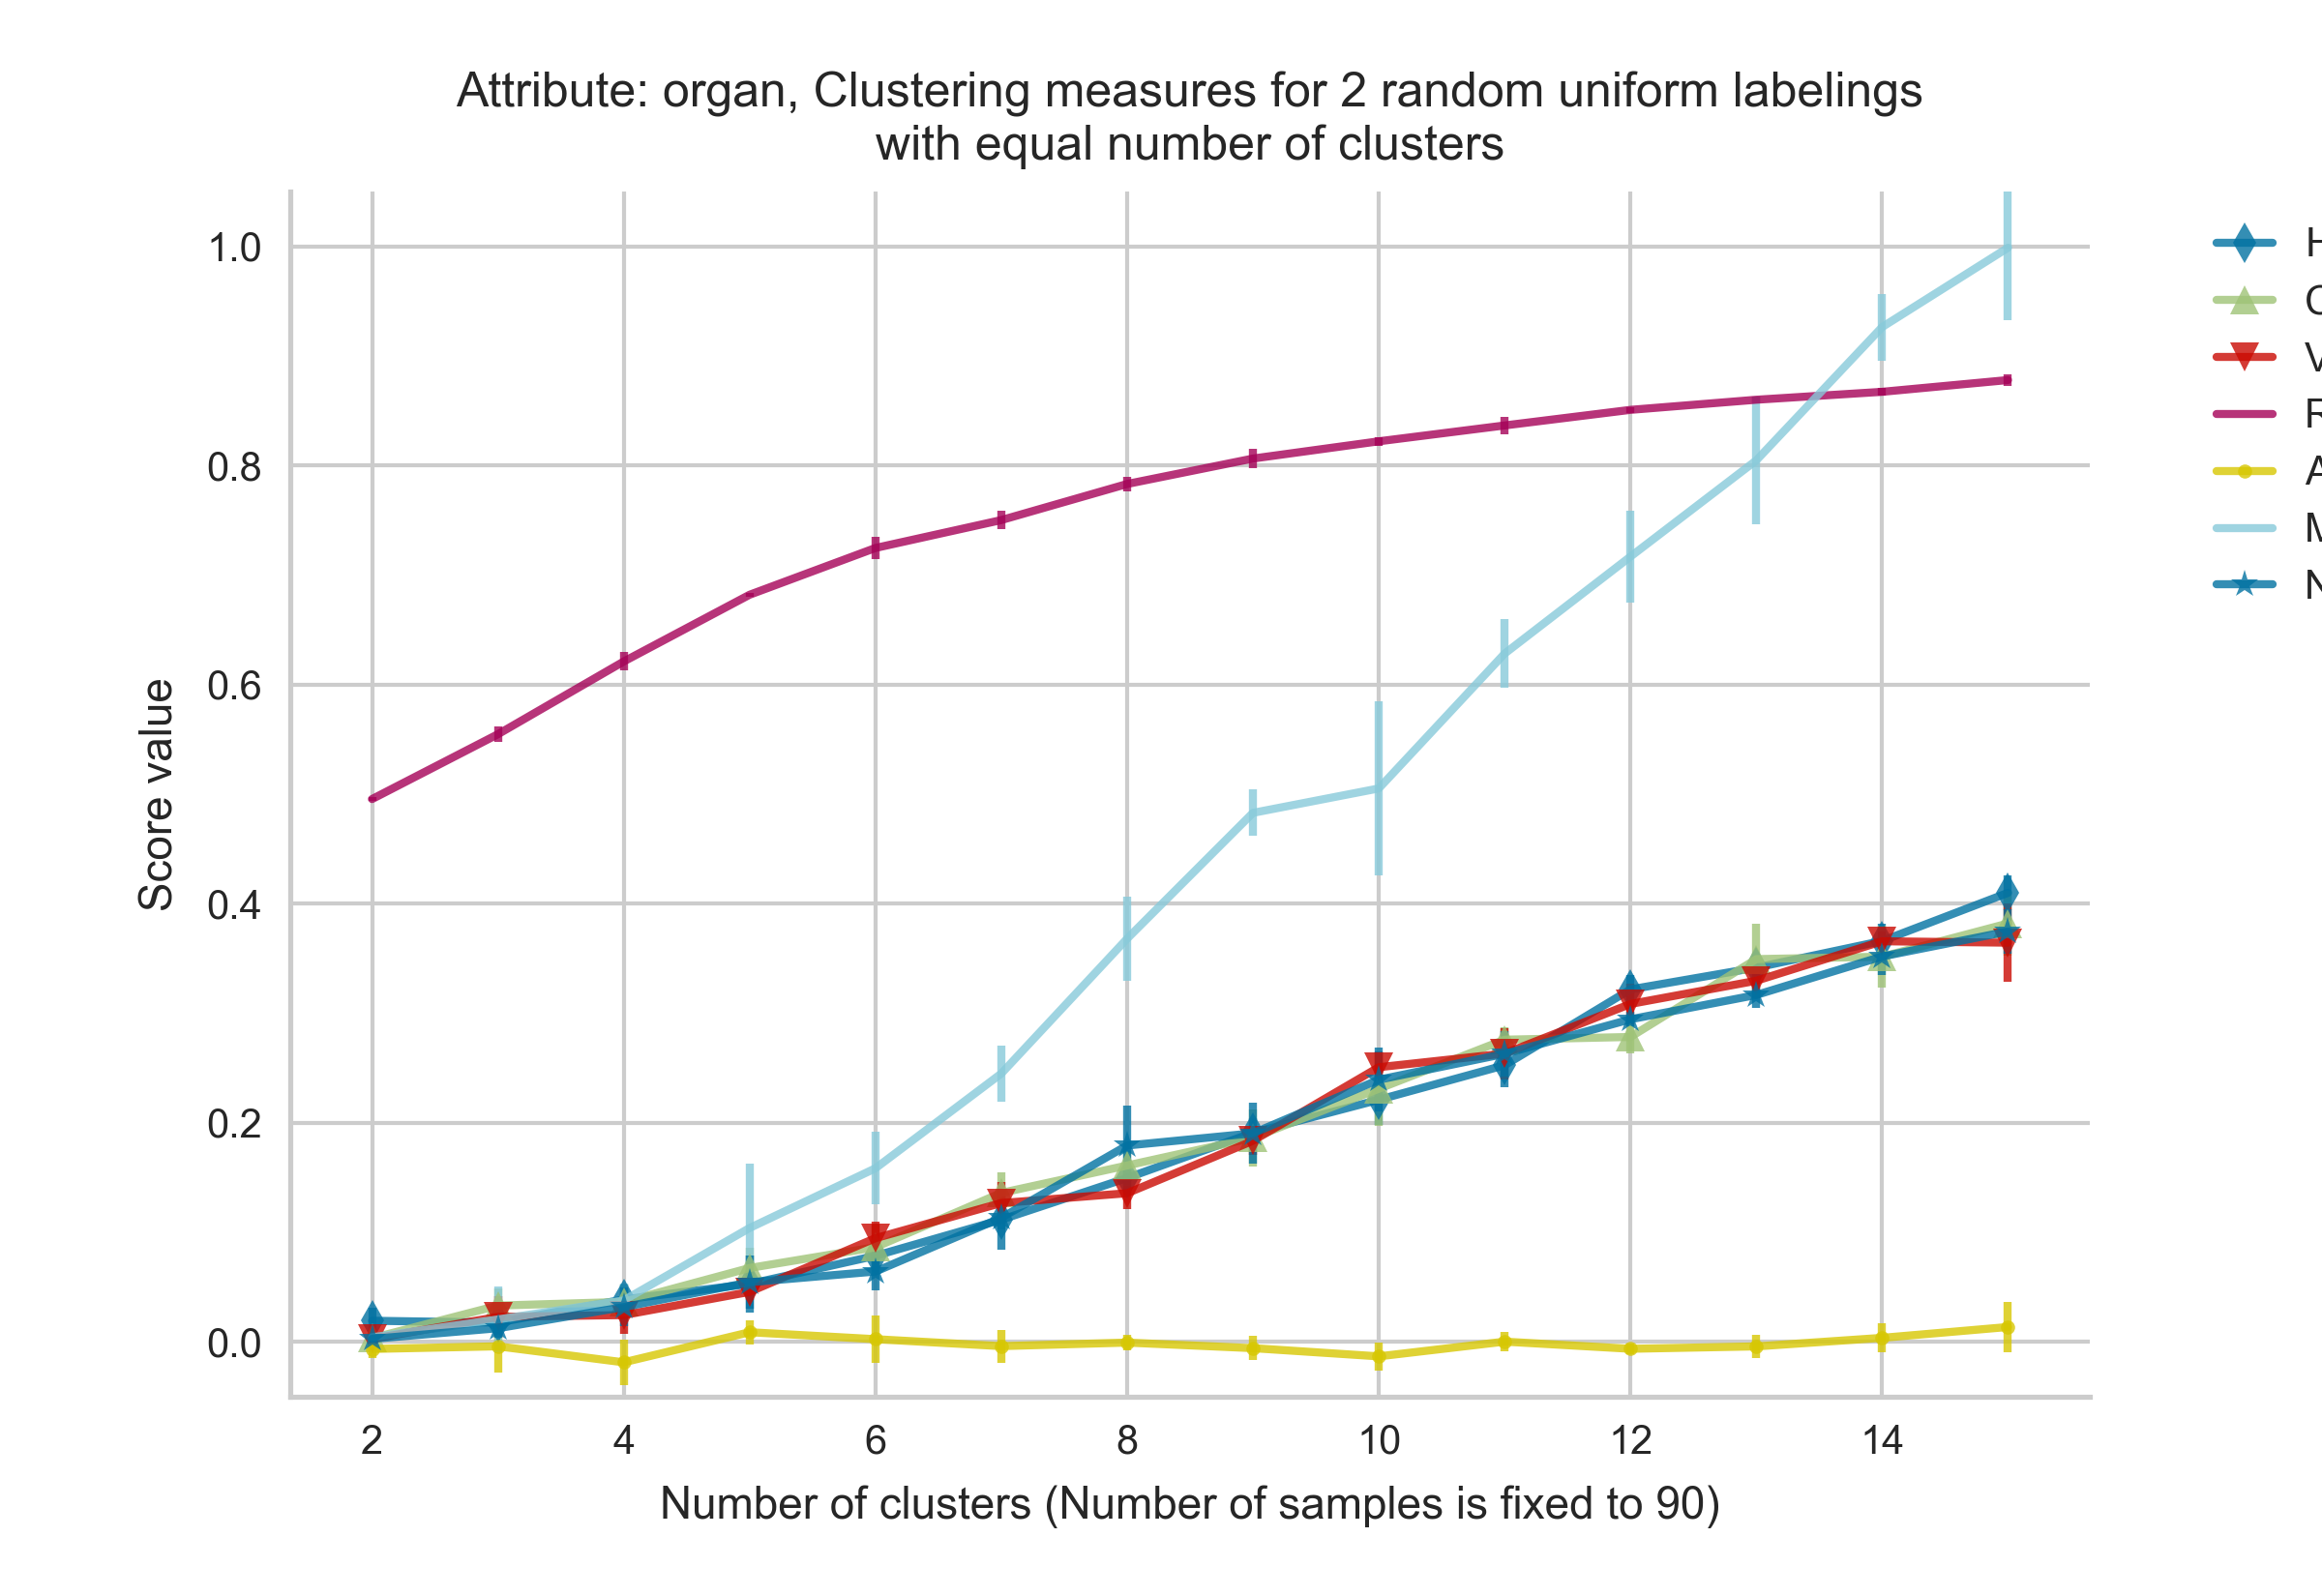 Attribute: organ, Clustering measures for 2 random uniform labelings
with equal number of clusters
1.0
0.8
0.6
0.4
0.2
0.0
Score value
2 4 6 8 10 12 14
Number of clusters (Number of samples is fixed to 90)
V
R
A